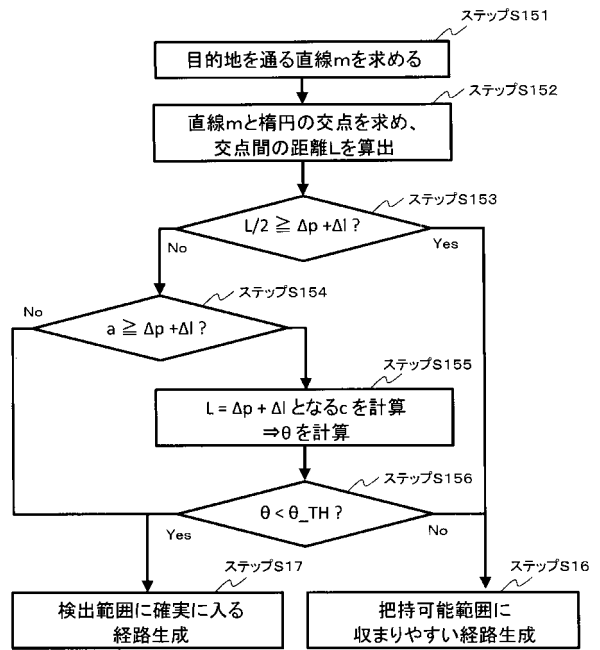 ステップS151
目的地を通る直線mを求める
ステップS152
直線mと楕円の交点を求め、
交点間の距離Lを算出
ステップS153
L/2 ≧ Δp +Δl ?
No
Yes
ステップS154
No
a ≧ Δp +Δl ?
ステップS155
L = Δp + Δl となるc を計算
⇒θ を計算
ステップS156
θ < θ_TH ?
Yes
No
ステップS17
検出範囲に確実に入る
経路生成
ステップS16
把持可能範囲に
収まりやすい経路生成